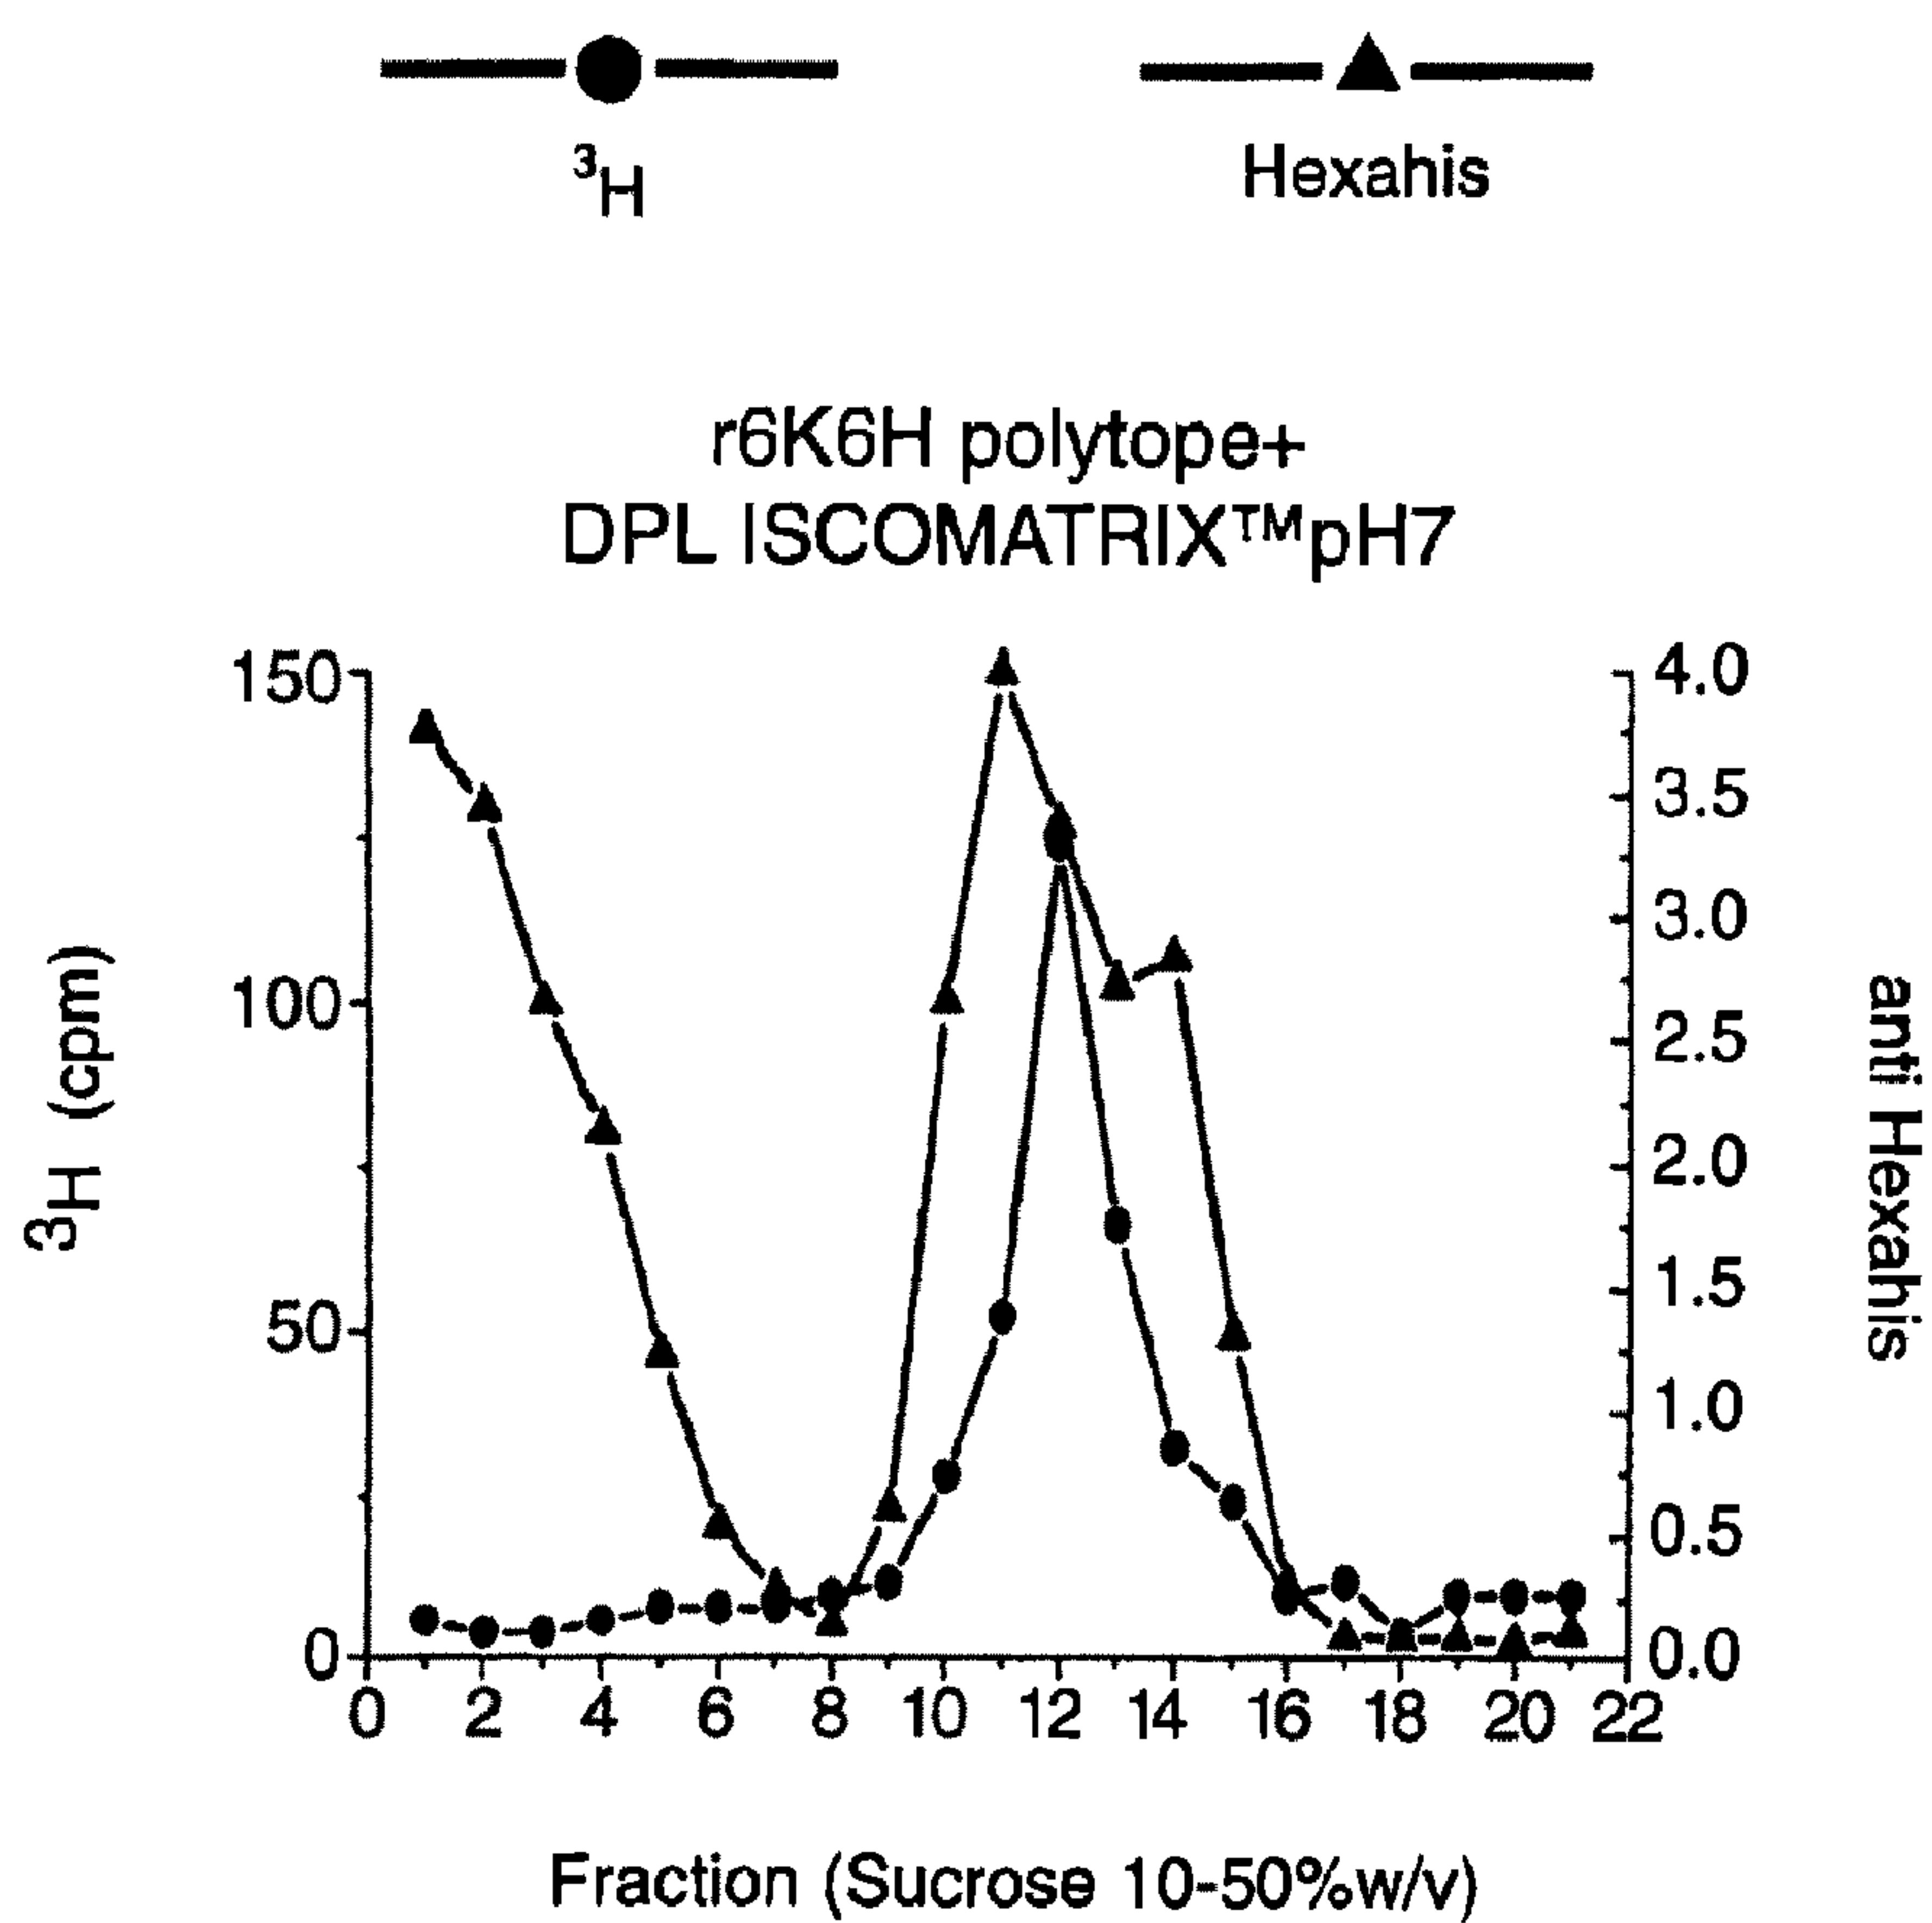 ³H
Hexahis
r6K6H polytope+
DPL ISCOMATRIX™pH7
150
100
50
0
³H (cpm)
4.0
3.5
3.0
2.5
2.0
1.5
1.0
0.5
0.0
anti Hexahis
0 2 4 6 8 10 12 14 16 18 20 22
Fraction (Sucrose 10-50%w/v)